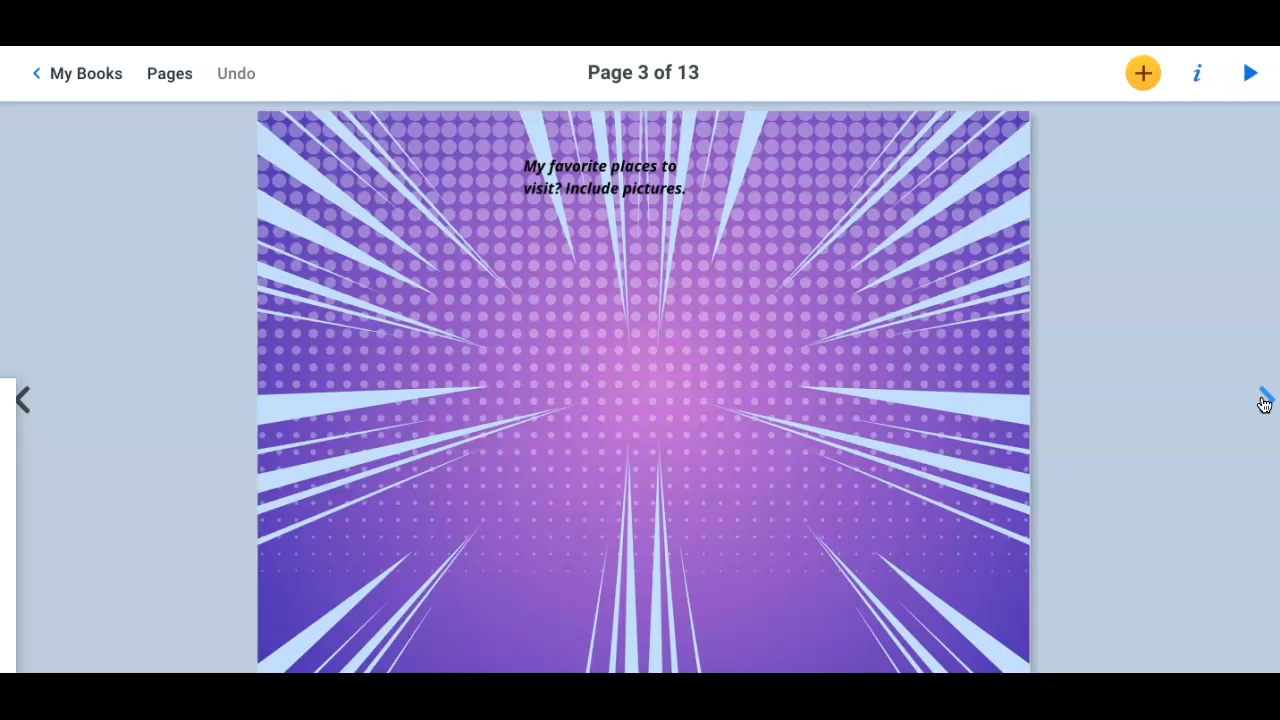 My Books Pages Undo Page 3 of 13 + i
My favorite places to
visit? Include pictures.